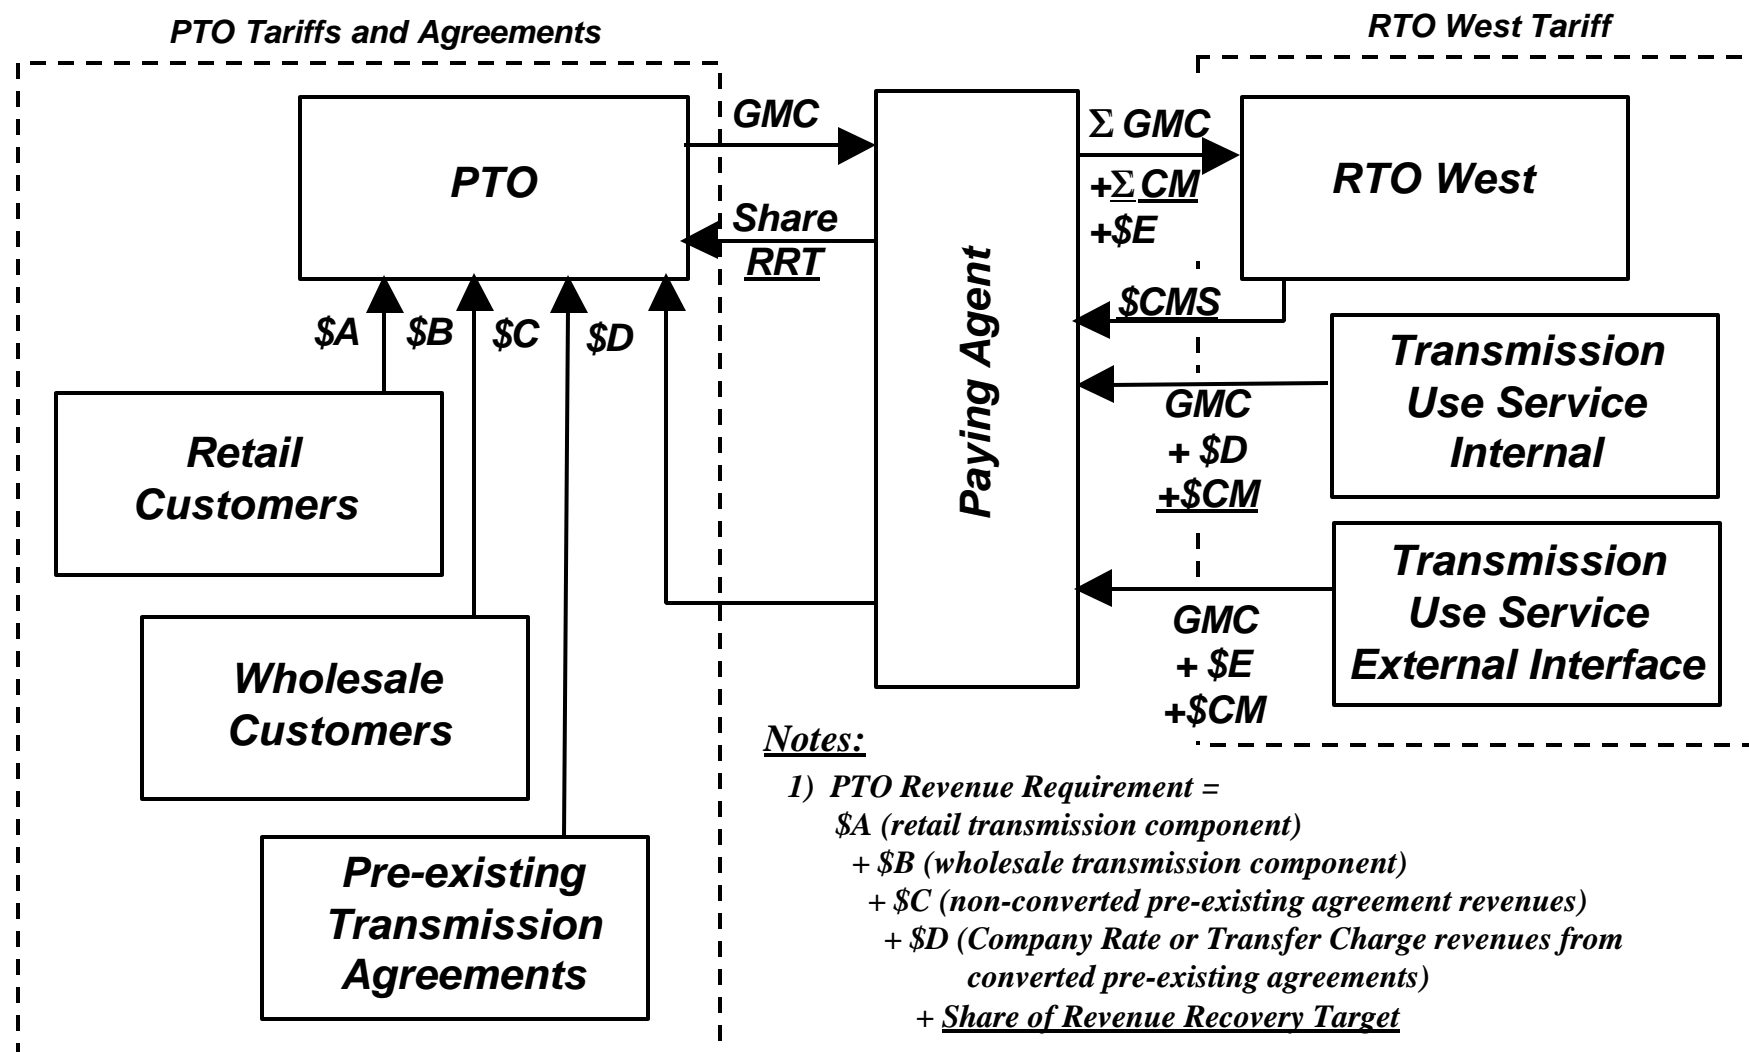 PTO Tariffs and Agreements
RTO West Tariff
PTO
GMC
Share
RRT
Paying Agent
Σ GMC
+Σ CM
+$E
RTO West
$CMS
$A
$B
$C
$D
Transmission
Use Service
Internal
GMC
+ $D
+$CM
Retail
Customers
Transmission
Use Service
External Interface
GMC
+ $E
+$CM
Wholesale
Customers
Pre-existing
Transmission
Agreements
Notes:
1) PTO Revenue Requirement =
$A (retail transmission component)
+ $B (wholesale transmission component)
+ $C (non-converted pre-existing agreement revenues)
+ $D (Company Rate or Transfer Charge revenues from
converted pre-existing agreements)
+ Share of Revenue Recovery Target